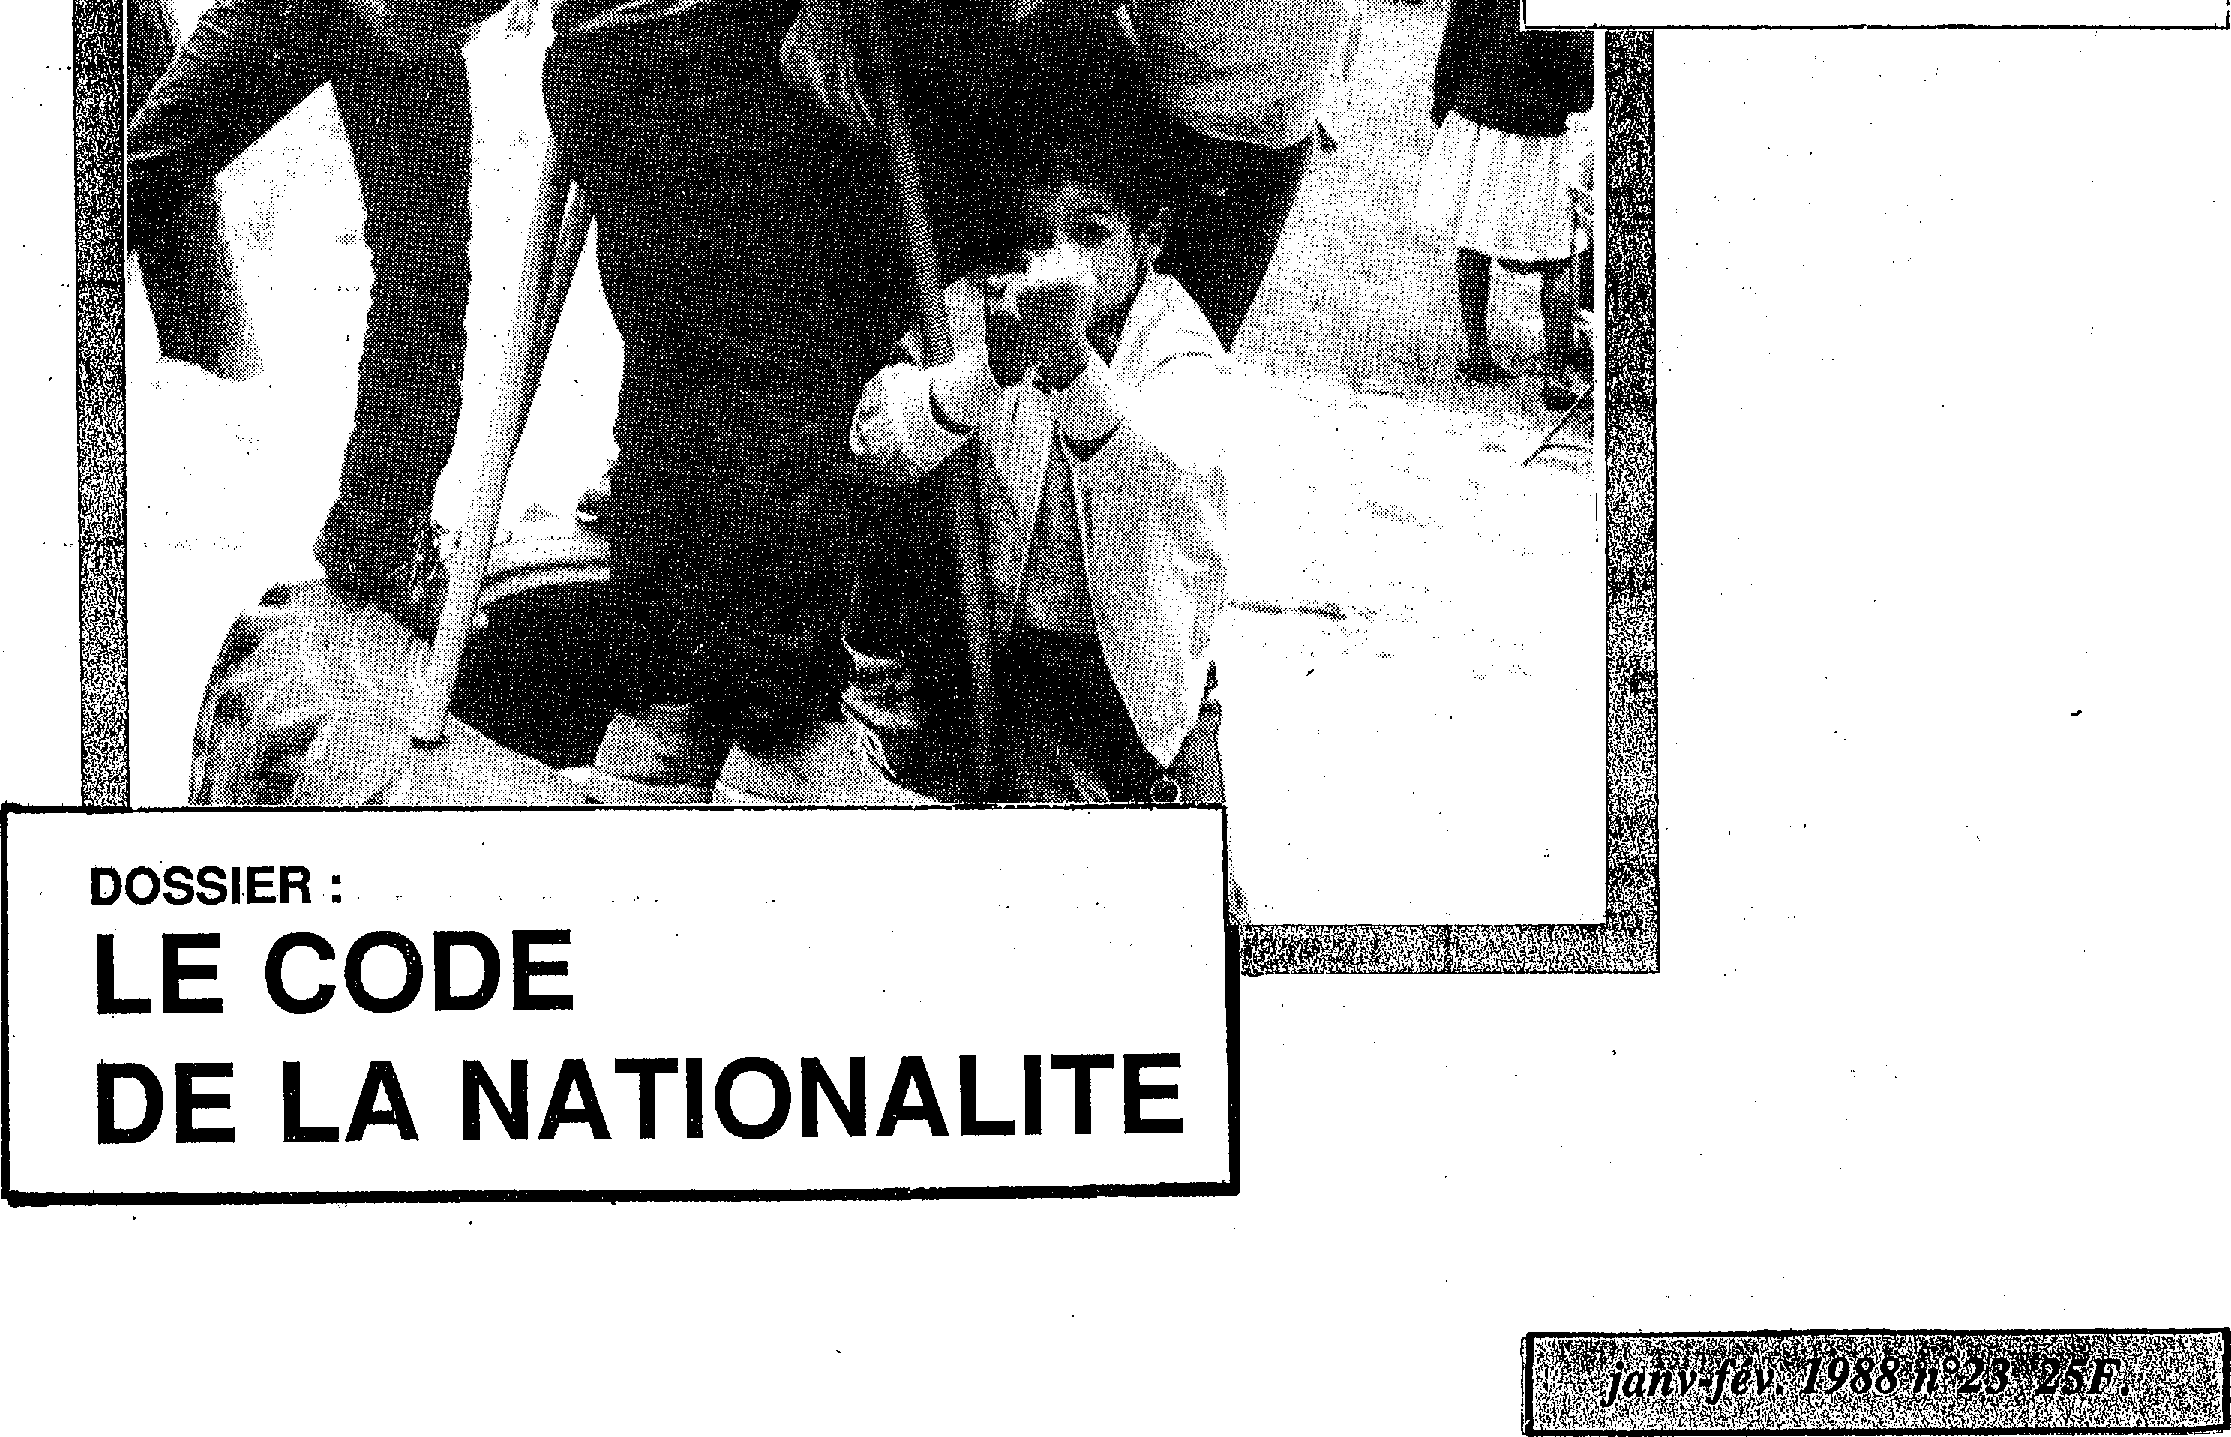 DOSSIER :
LE CODE
DE LA NATIONALITE
janv-fév. 1988 n°23 25F.